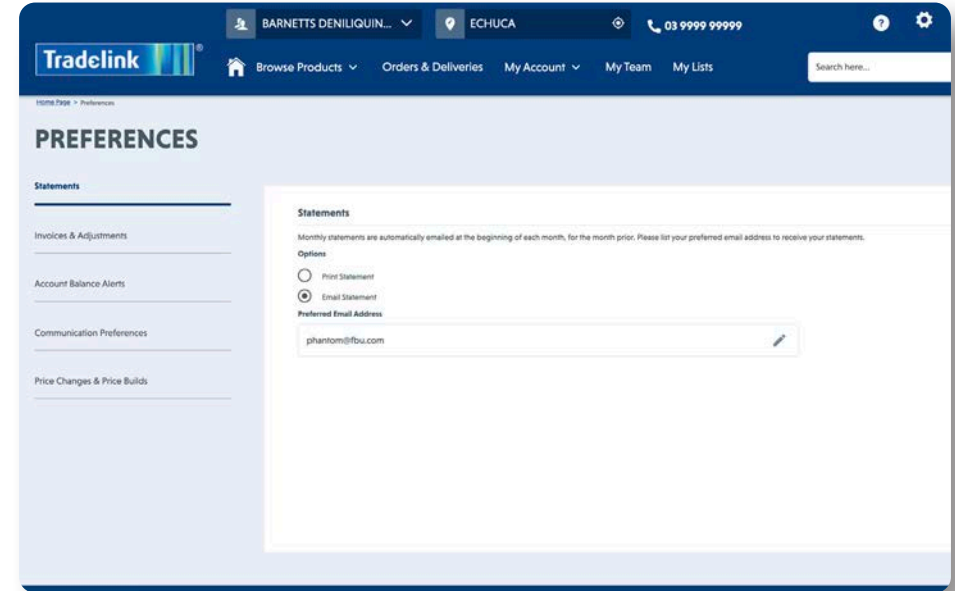 BARNETTS DENILIQUIN... ECHUCA 03 9999 99999 ?
Tradelink ®
Browse Products Orders & Deliveries My Account My Team My Lists Search here...
Home Page > Preferences
PREFERENCES
Statements
Invoices & Adjustments
Account Balance Alerts
Communication Preferences
Price Changes & Price Builds
Statements
Monthly statements are automatically emailed at the beginning of each month, for the month prior. Please list your preferred email address to receive your statements.
Options
Print Statement
Email Statement
Preferred Email Address
phantom@fbu.com